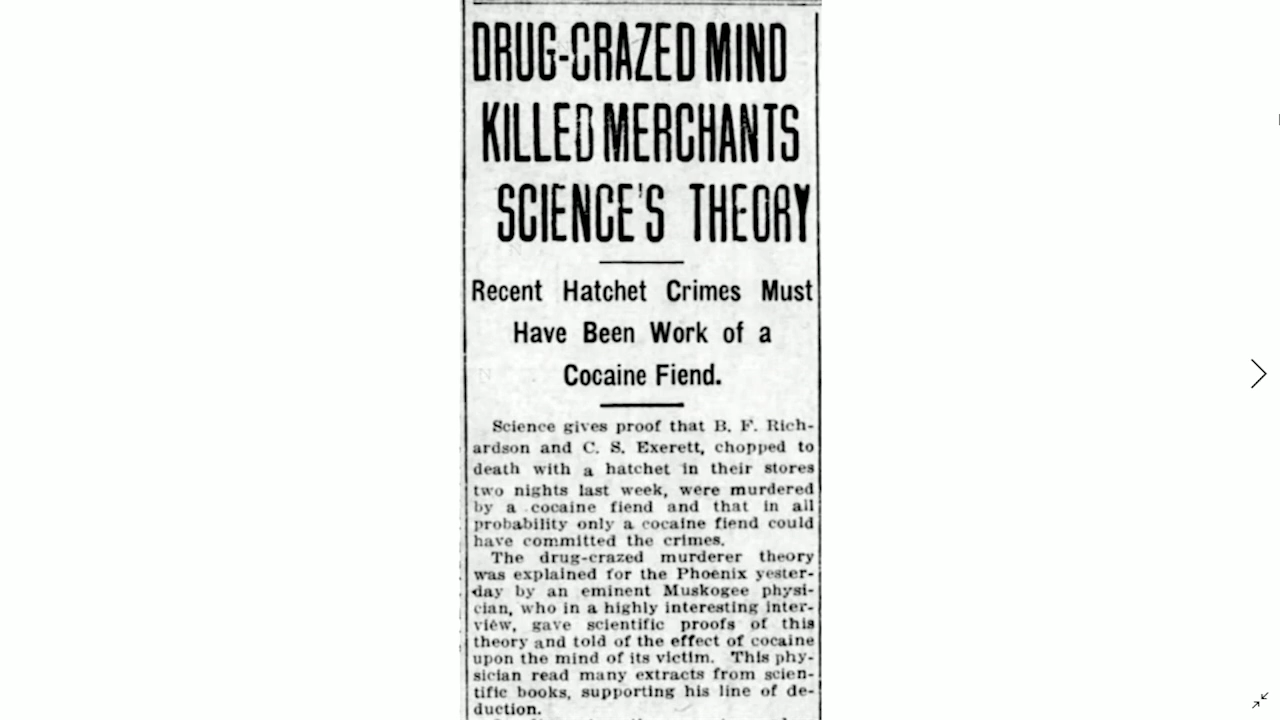 DRUG-CRAZED MIND
KILLED MERCHANTS
SCIENCE'S THEORY
Recent Hatchet Crimes Must
Have Been Work of a
Cocaine Fiend.
Science gives proof that B. F. Rich-
ardson and C. S. Exerett, chopped to
death with a hatchet in their stores
two nights last week, were murdered
by a cocaine fiend and that in all
probability only a cocaine fiend could
have committed the crimes.
The drug-crazed murderer theory
was explained for the Phoenix yester-
day by an eminent Muskogee physi-
cian, who in a highly interesting inter-
view, gave scientific proofs of this
theory and told of the effect of cocaine
upon the mind of its victim. This phy-
sician read many extracts from scien-
tific books, supporting his line of de-
duction.